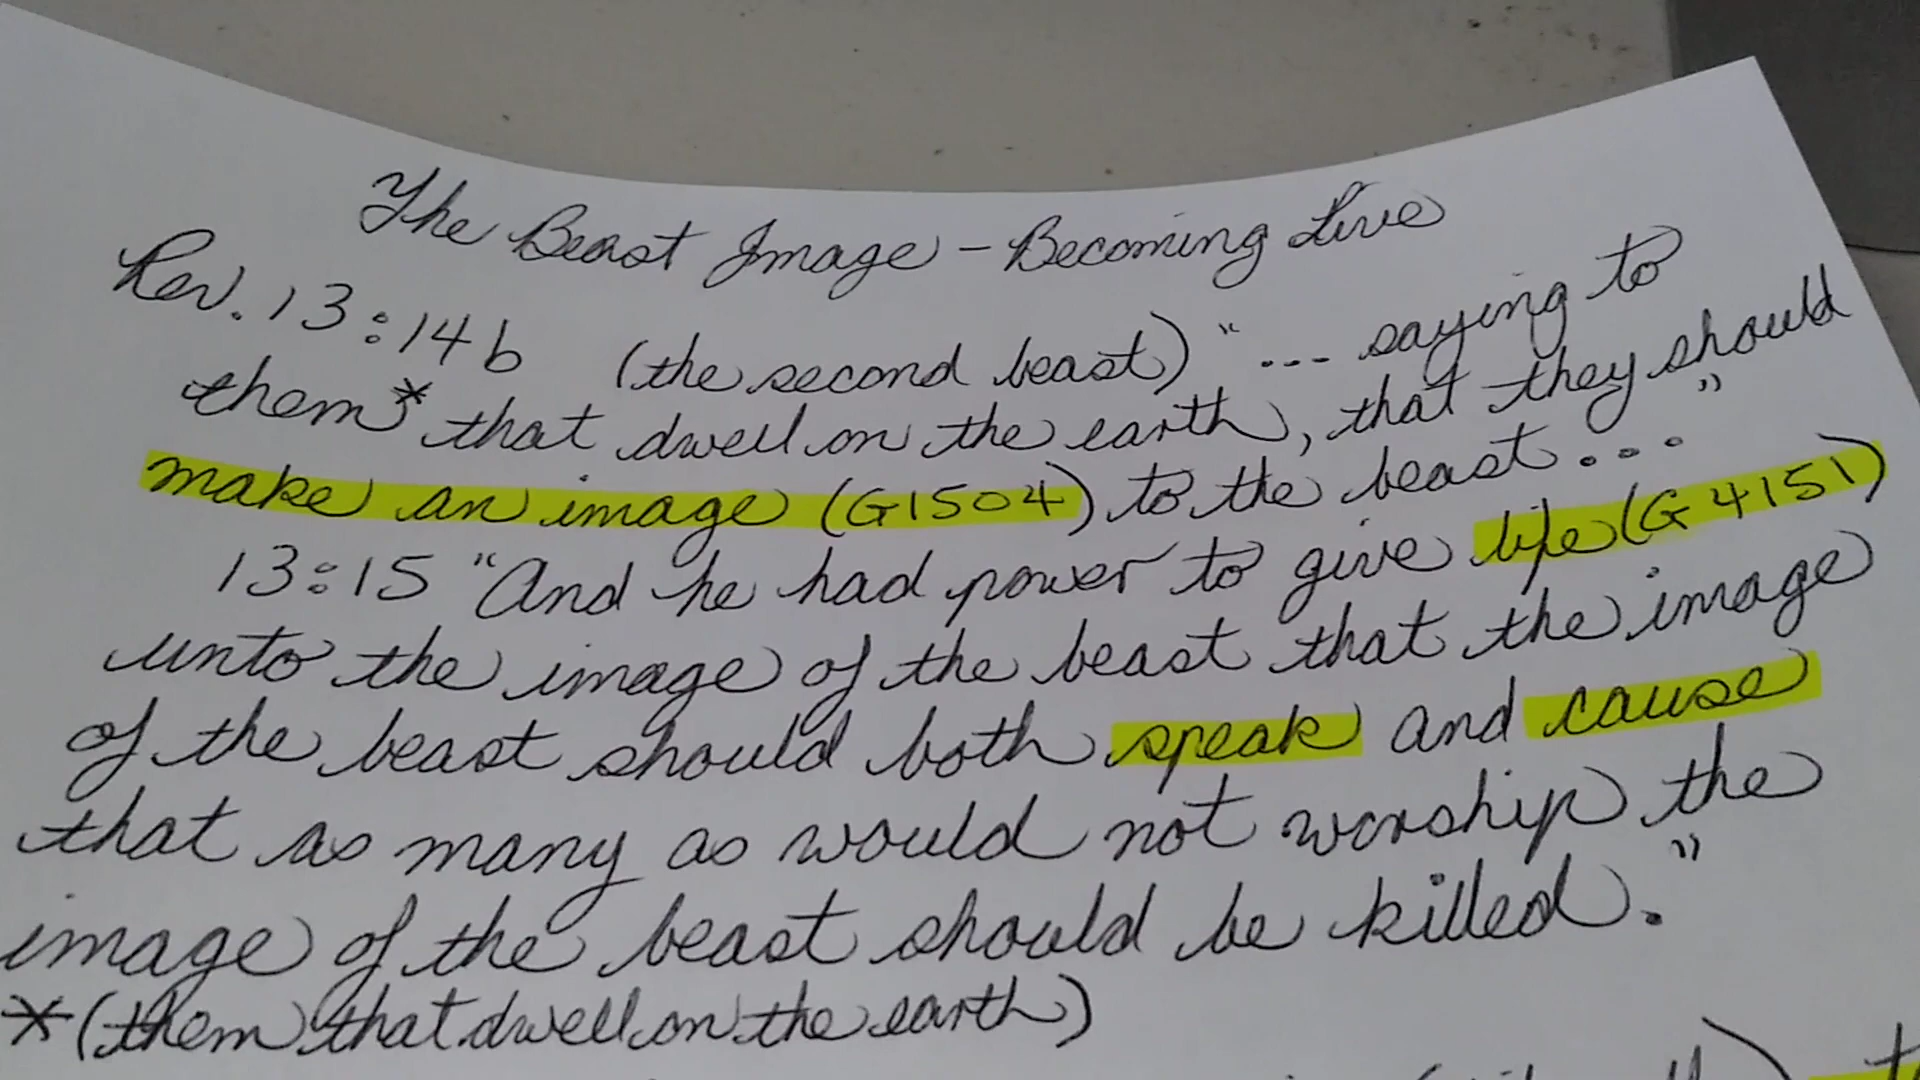 The Beast Image - Becoming Live
Rev. 13:14b (the second beast) "... saying to
them* that dwell on the earth, that they should
make an image (G1504) to the beast..."
13:15 "And he had power to give life (G4151)
unto the image of the beast that the image
of the beast should both speak and cause
that as many as would not worship the
image of the beast should be killed."
*(them that dwell on the earth)